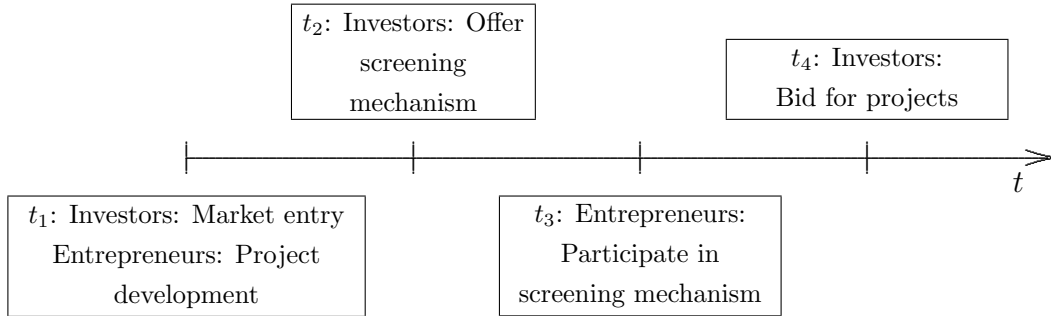 t₂: Investors: Offer
screening
mechanism
t₄: Investors:
Bid for projects
t
t₁: Investors: Market entry
Entrepreneurs: Project
development
t₃: Entrepreneurs:
Participate in
screening mechanism